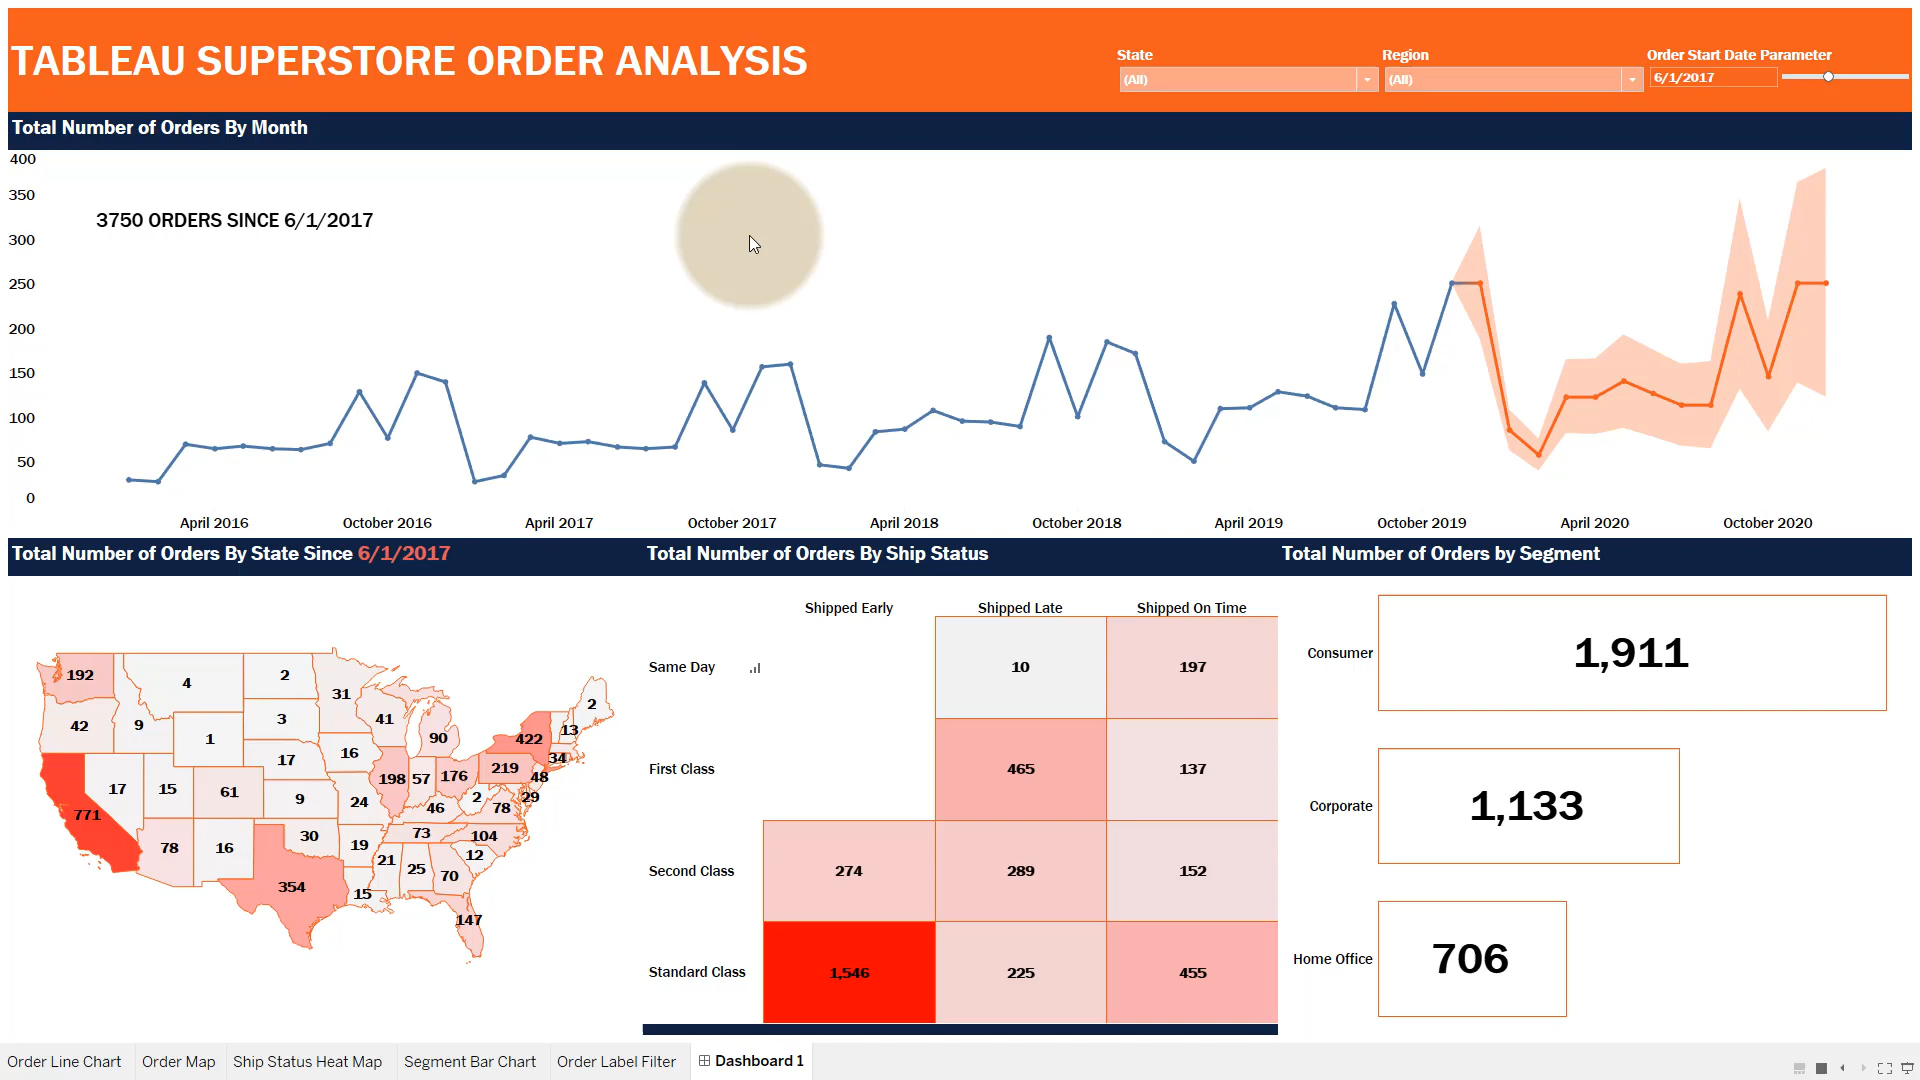 TABLEAU SUPERSTORE ORDER ANALYSIS
State
Region
Order Start Date Parameter
(All)
(All)
6/1/2017
Total Number of Orders By Month
400
350
300
250
200
150
100
50
0
3750 ORDERS SINCE 6/1/2017
April 2016
October 2016
April 2017
October 2017
April 2018
October 2018
April 2019
October 2019
April 2020
October 2020
Total Number of Orders By State Since 6/1/2017
192
4
2
31
2
42
9
3
41
13
1
90
422
34
17
16
219
198
57
176
48
17
15
61
9
24
2
29
46
78
771
73
104
78
16
30
19
12
21
25
70
354
15
147
Total Number of Orders By Ship Status
Shipped Early
Shipped Late
Shipped On Time
Same Day
10
197
First Class
465
137
Second Class
274
289
152
Standard Class
1,546
225
455
Total Number of Orders by Segment
Consumer
1,911
Corporate
1,133
Home Office
706
Order Line Chart
Order Map
Ship Status Heat Map
Segment Bar Chart
Order Label Filter
Dashboard 1